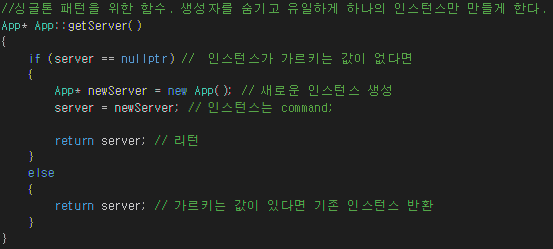 //싱글톤 패턴을 위한 함수. 생성자를 숨기고 유일하게 하나의 인스턴스만 만들게 한다.
App* App::getServer()
{
if (server == nullptr) // 인스턴스가 가르키는 값이 없다면
{
App* newServer = new App(); // 새로운 인스턴스 생성
server = newServer; // 인스턴스는 command;
return server; // 리턴
}
else
{
return server; // 가르키는 값이 있다면 기존 인스턴스 반환
}
}